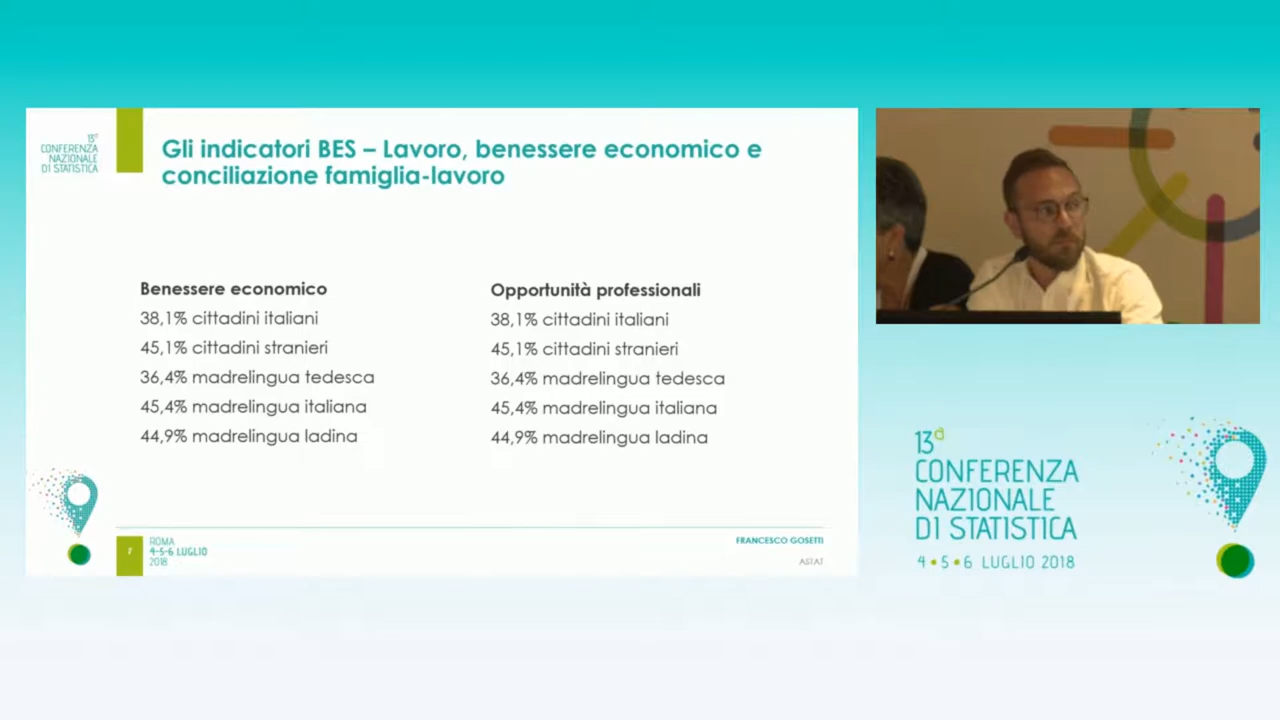 13ª
CONFERENZA
NAZIONALE
DI STATISTICA
Gli indicatori BES – Lavoro, benessere economico e
conciliazione famiglia-lavoro
Benessere economico
38,1% cittadini italiani
45,1% cittadini stranieri
36,4% madrelingua tedesca
45,4% madrelingua italiana
44,9% madrelingua ladina
Opportunità professionali
38,1% cittadini italiani
45,1% cittadini stranieri
36,4% madrelingua tedesca
45,4% madrelingua italiana
44,9% madrelingua ladina
7
ROMA
4-5-6 LUGLIO
2018
FRANCESCO GOSETTI
ASTAT
13ª
CONFERENZA
NAZIONALE
DI STATISTICA
4•5•6 LUGLIO 2018